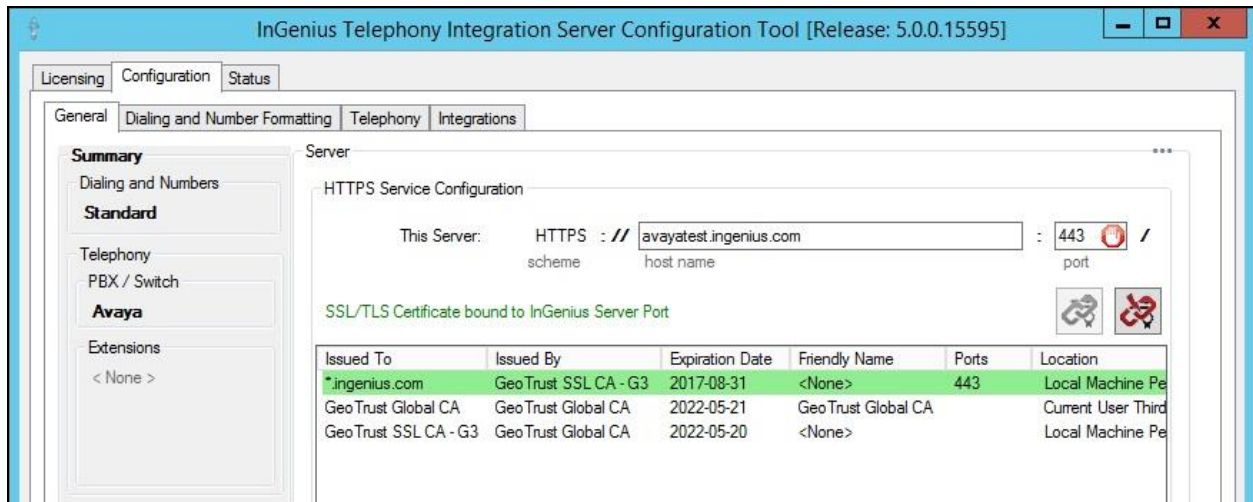 InGenius Telephony Integration Server Configuration Tool [Release: 5.0.0.15595]
Licensing Configuration Status
General Dialing and Number Formatting Telephony Integrations
Summary
Dialing and Numbers
Standard
Telephony
PBX / Switch
Avaya
Extensions
< None >
Server
HTTPS Service Configuration
This Server: HTTPS : // avayatest.ingenius.com : 443 /
scheme host name port
SSL/TLS Certificate bound to InGenius Server Port
Issued To Issued By Expiration Date Friendly Name Ports Location
*.ingenius.com GeoTrust SSL CA - G3 2017-08-31 <None> 443 Local Machine Pe
GeoTrust Global CA GeoTrust Global CA 2022-05-21 GeoTrust Global CA Current User Third
GeoTrust SSL CA - G3 GeoTrust Global CA 2022-05-20 <None> Local Machine Pe